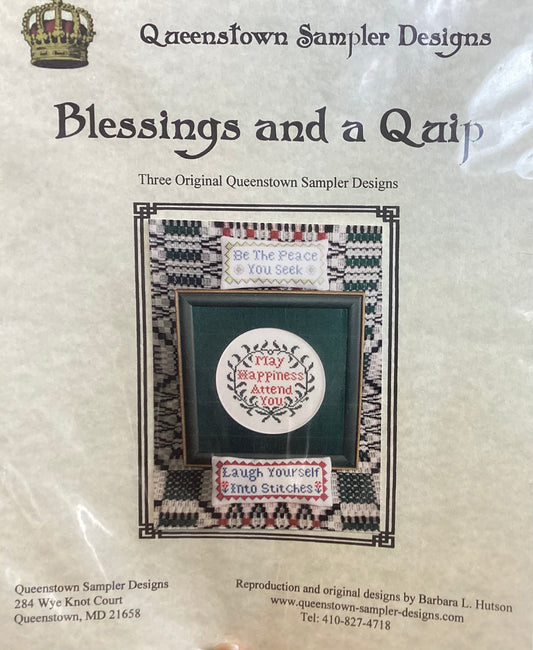 Queenstown Sampler Designs
Blessings and a Quip
Three Original Queenstown Sampler Designs
Be The Peace
You Seek
May
Happiness
Attend
You
Laugh Yourself
Into Stitches
Queenstown Sampler Designs
284 Wye Knot Court
Queenstown, MD 21658
Reproduction and original designs by Barbara L. Hutson
www.queenstown-sampler-designs.com
Tel: 410-827-4718